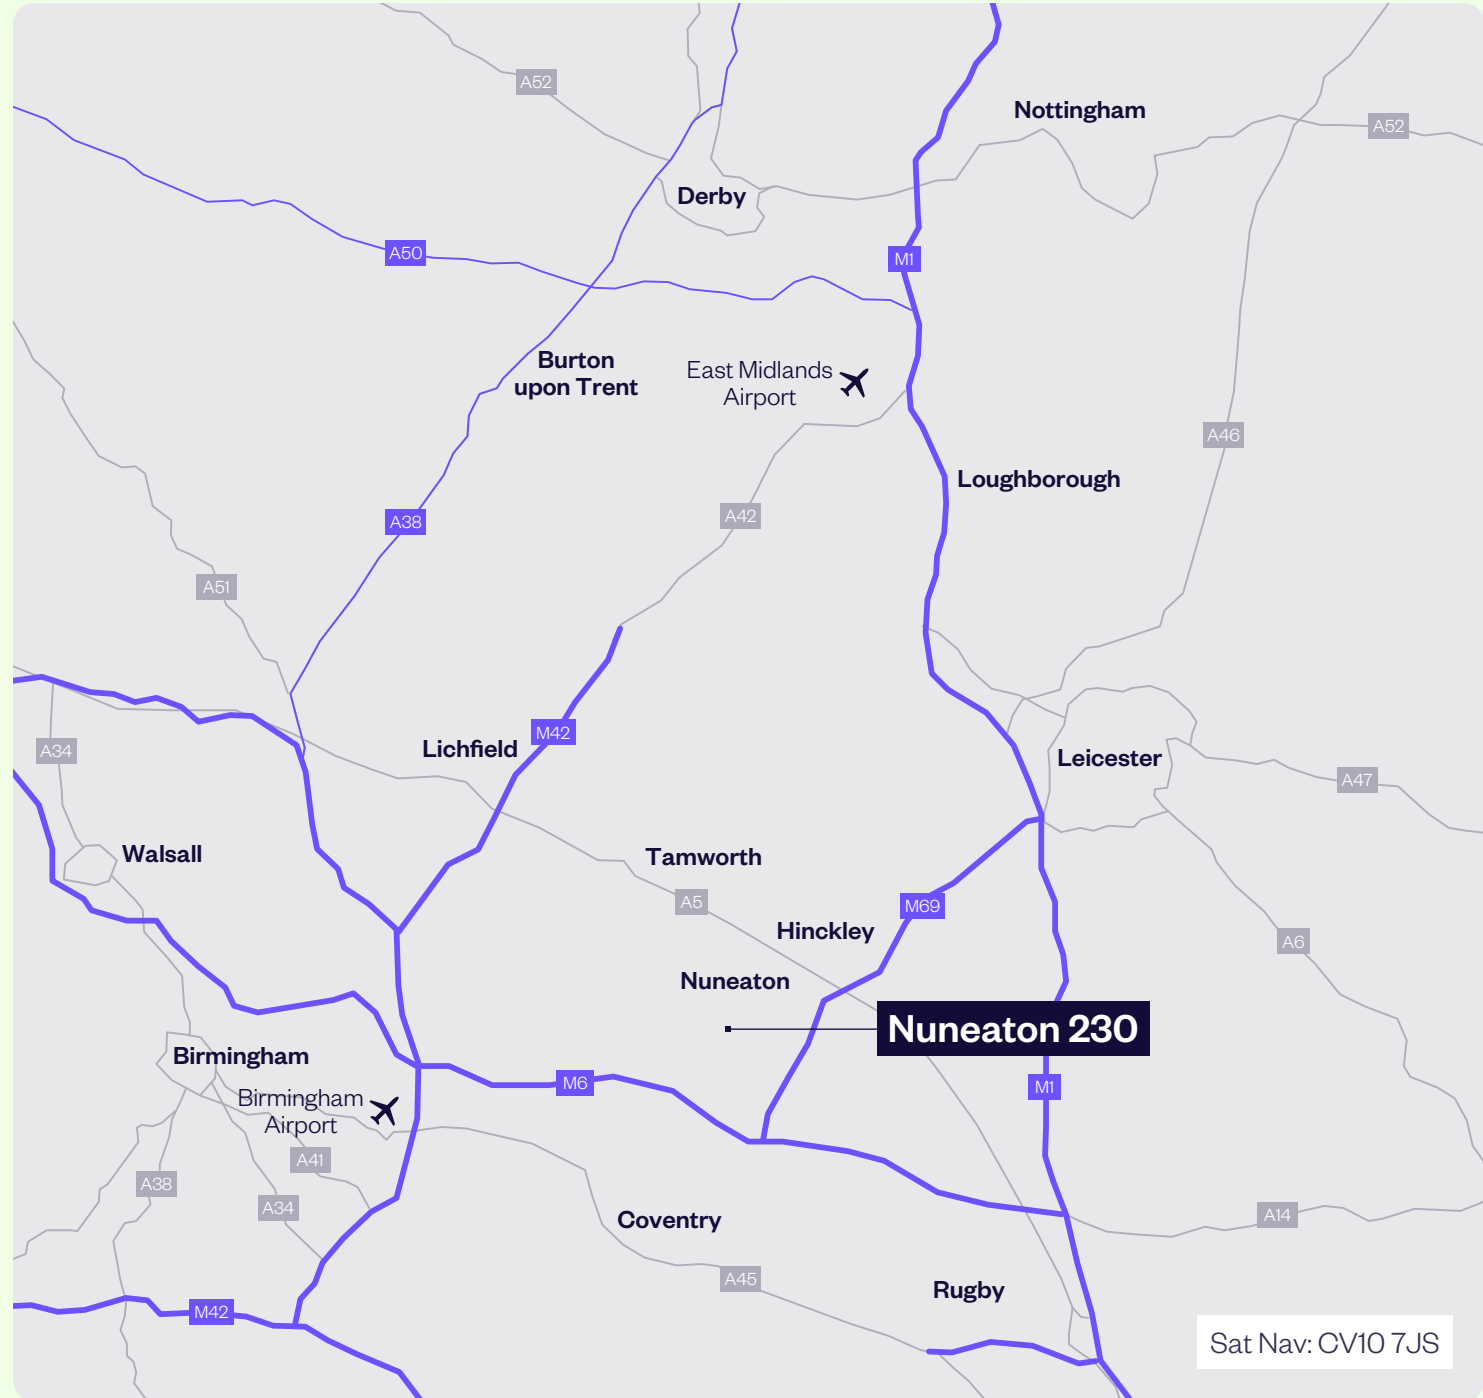 A52
Nottingham
A52
Derby
A50
M1
Burton
upon Trent
East Midlands
Airport
A46
Loughborough
A42
A38
A51
M42
Lichfield
A34
Leicester
A47
Walsall
Tamworth
A5
M69
Hinckley
A6
Nuneaton
Nuneaton 230
Birmingham
M6
M1
Birmingham
Airport
A41
A38
A34
Coventry
A14
A45
Rugby
M42
Sat Nav: CV10 7JS